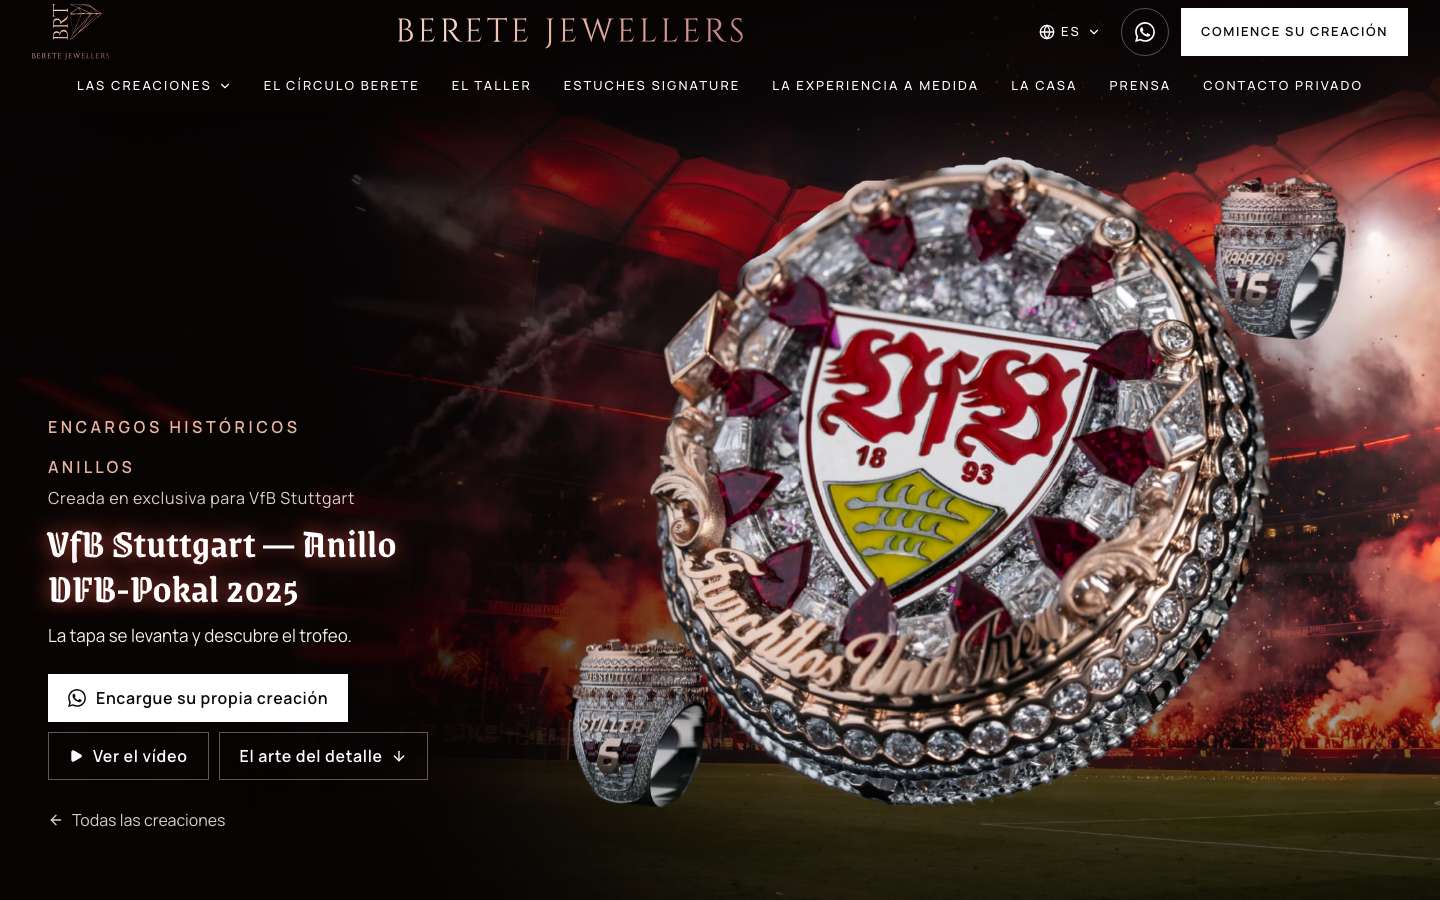 BRT
BERETE JEWELLERS
BERETE JEWELLERS
ES
COMIENCE SU CREACIÓN
LAS CREACIONES
EL CÍRCULO BERETE
EL TALLER
ESTUCHES SIGNATURE
LA EXPERIENCIA A MEDIDA
LA CASA
PRENSA
CONTACTO PRIVADO
KARAZOR
16
VfB
18 93
Furchtlos Und Treu
STILLER
6
ENCARGOS HISTÓRICOS
ANILLOS
Creada en exclusiva para VfB Stuttgart
VfB Stuttgart — Anillo
DFB-Pokal 2025
La tapa se levanta y descubre el trofeo.
Encargue su propia creación
Ver el vídeo
El arte del detalle
Todas las creaciones